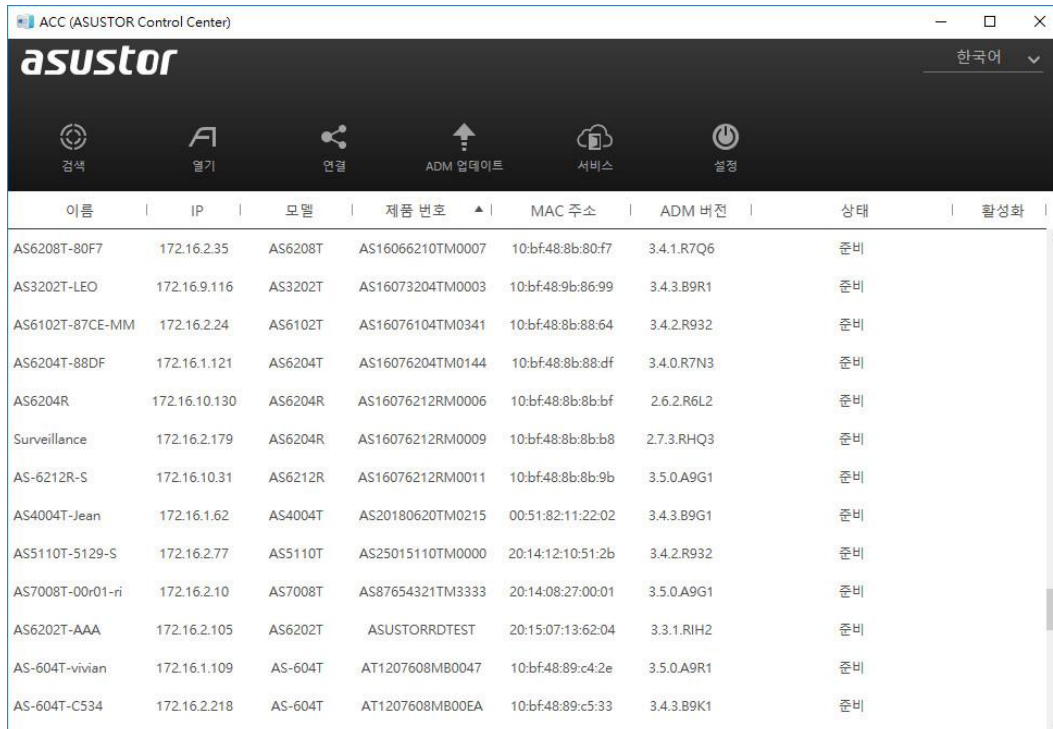 ACC (ASUSTOR Control Center)
asustor
한국어
검색 열기 연결 ADM 업데이트 서비스 설정
이름 IP 모델 제품 번호 MAC 주소 ADM 버전 상태 활성화
AS6208T-80F7 172.16.2.35 AS6208T AS16066210TM0007 10:bf:48:8b:80:f7 3.4.1.R7Q6 준비
AS3202T-LEO 172.16.9.116 AS3202T AS16073204TM0003 10:bf:48:9b:86:99 3.4.3.B9R1 준비
AS6102T-87CE-MM 172.16.2.24 AS6102T AS16076104TM0341 10:bf:48:8b:88:64 3.4.2.R932 준비
AS6204T-88DF 172.16.1.121 AS6204T AS16076204TM0144 10:bf:48:8b:88:df 3.4.0.R7N3 준비
AS6204R 172.16.10.130 AS6204R AS16076212RM0006 10:bf:48:8b:8b:bf 2.6.2.R6L2 준비
Surveillance 172.16.2.179 AS6204R AS16076212RM0009 10:bf:48:8b:8b:b8 2.7.3.RHQ3 준비
AS-6212R-S 172.16.10.31 AS6212R AS16076212RM0011 10:bf:48:8b:8b:9b 3.5.0.A9G1 준비
AS4004T-Jean 172.16.1.62 AS4004T AS20180620TM0215 00:51:82:11:22:02 3.4.3.B9G1 준비
AS5110T-5129-S 172.16.2.77 AS5110T AS25015110TM0000 20:14:12:10:51:2b 3.4.2.R932 준비
AS7008T-00r01-ri 172.16.2.10 AS7008T AS87654321TM3333 20:14:08:27:00:01 3.5.0.A9G1 준비
AS6202T-AAA 172.16.2.105 AS6202T ASUSTORRDTEST 20:15:07:13:62:04 3.3.1.RIH2 준비
AS-604T-vivian 172.16.1.109 AS-604T AT1207608MB0047 10:bf:48:89:c4:2e 3.5.0.A9R1 준비
AS-604T-C534 172.16.2.218 AS-604T AT1207608MB00EA 10:bf:48:89:c5:33 3.4.3.B9K1 준비